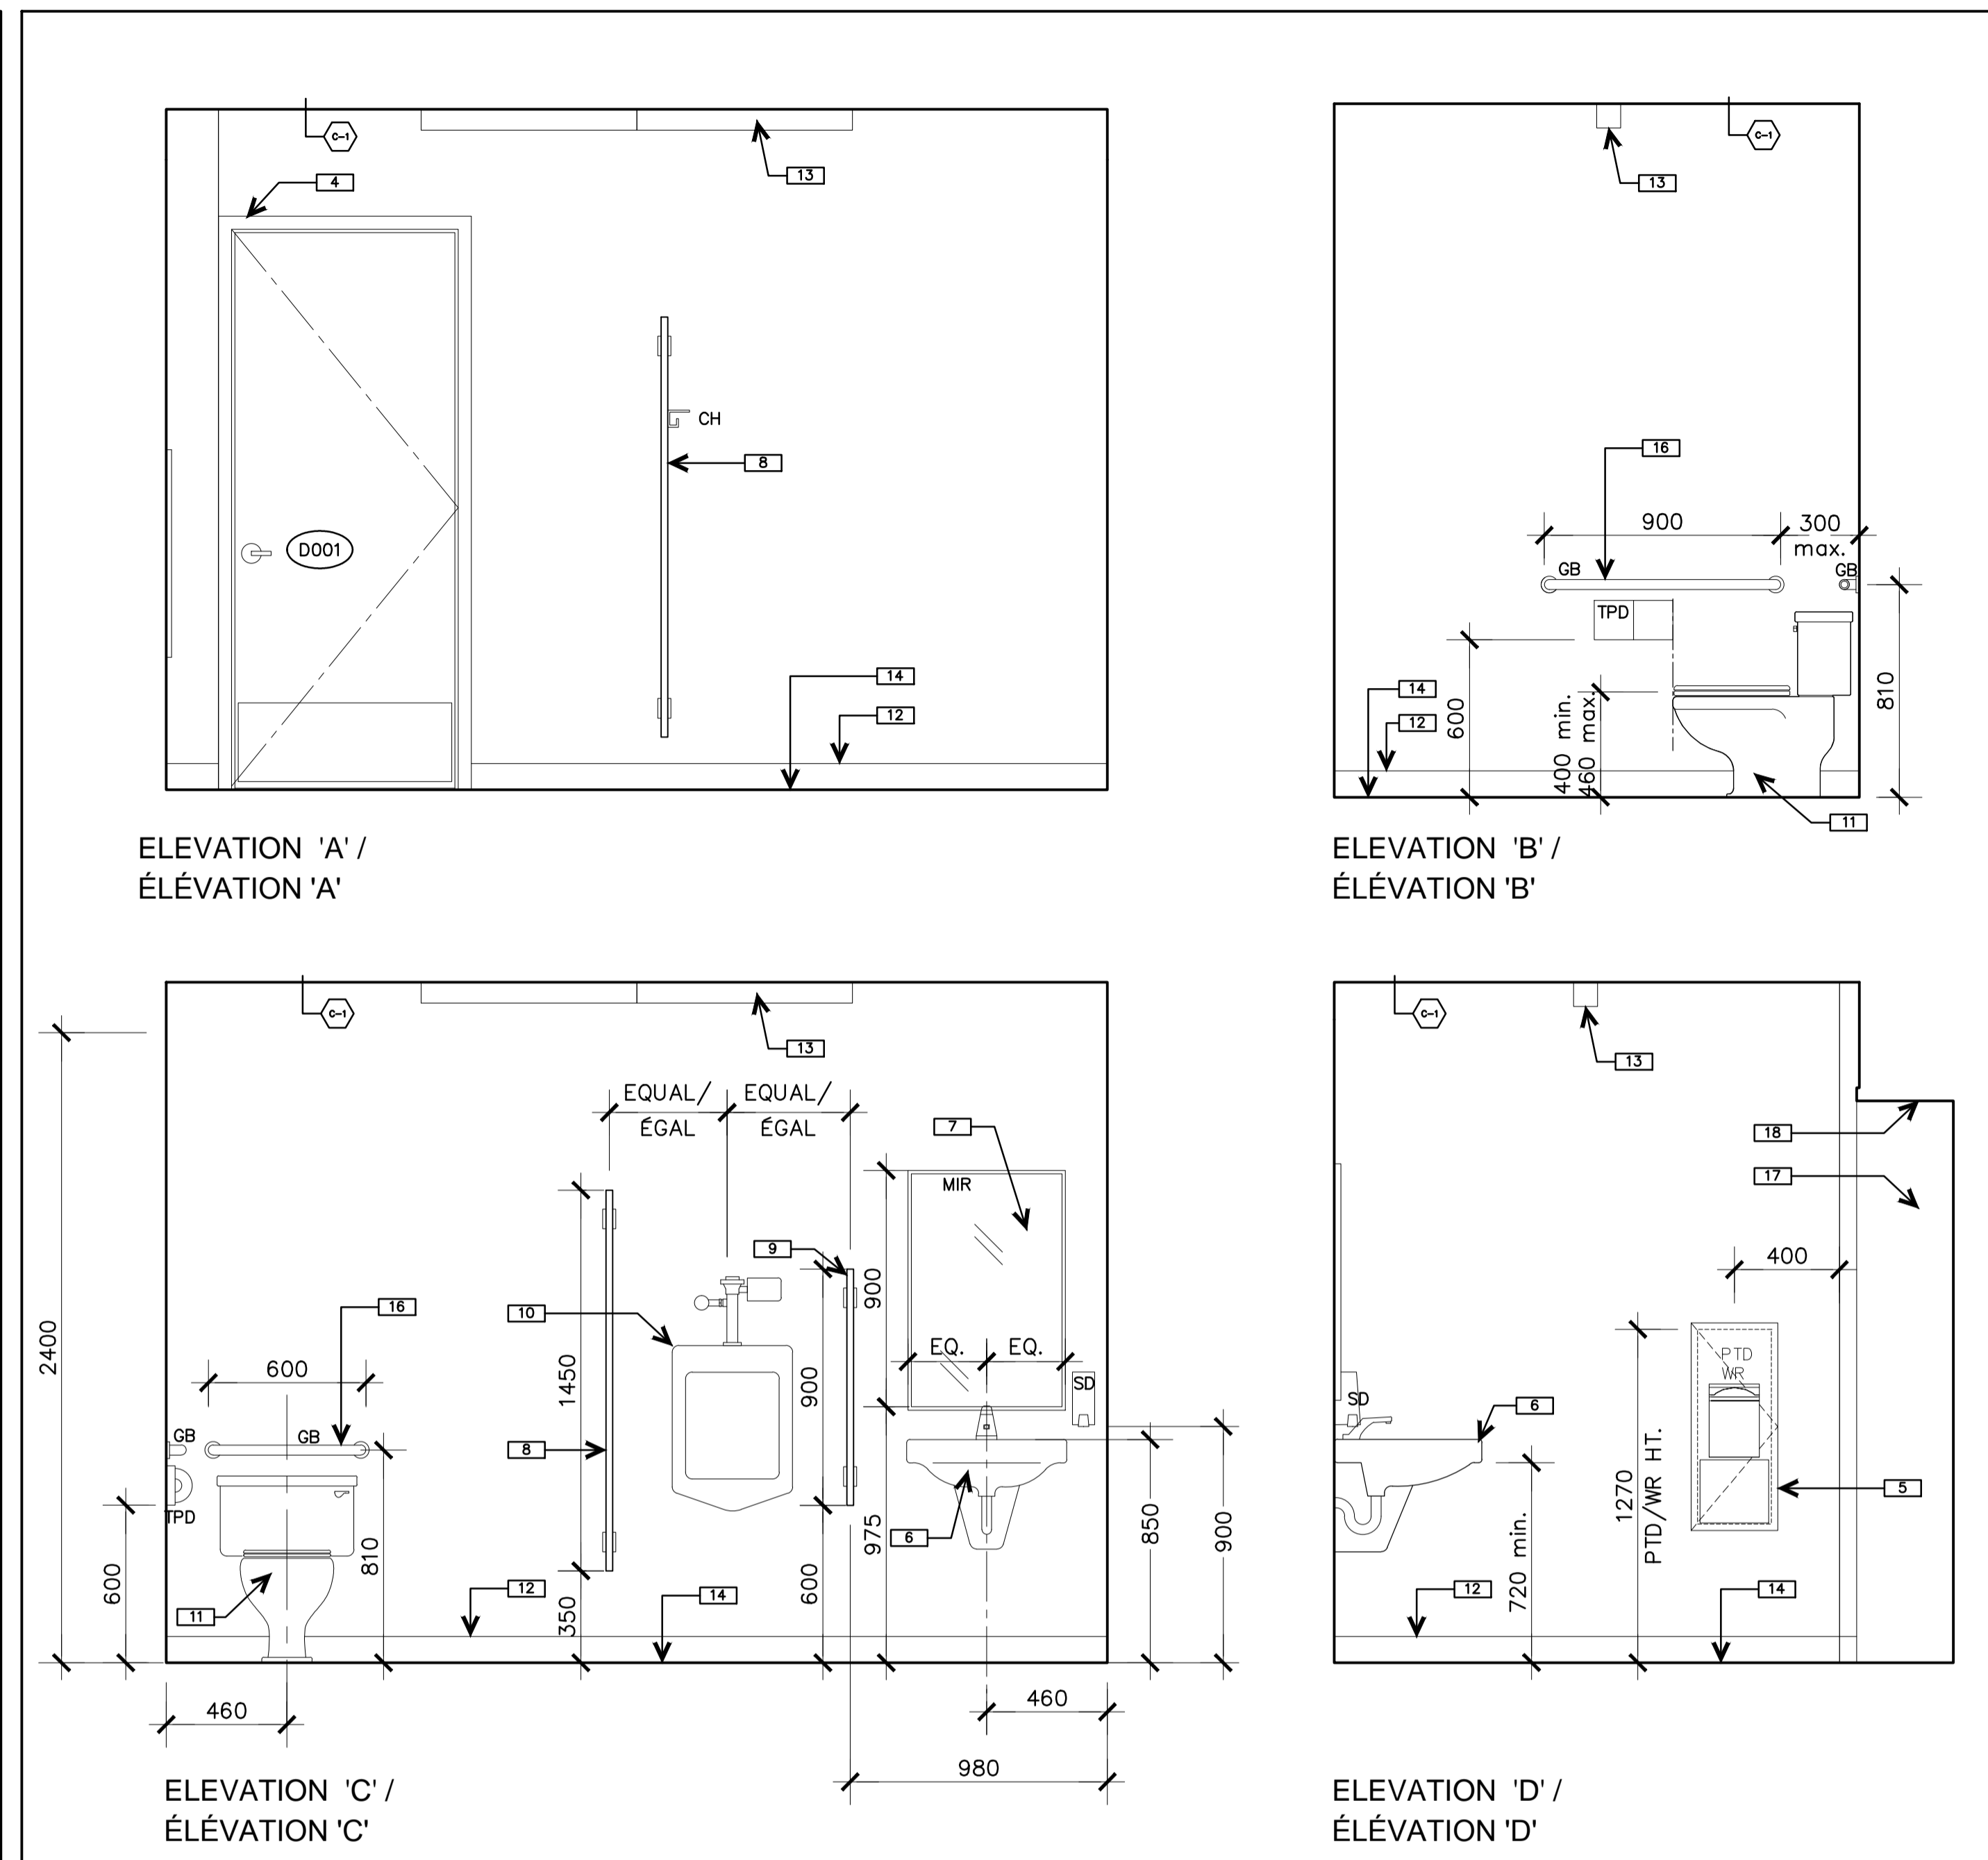 C-1
4
13
CH
8
D001
14
12
ELEVATION 'A' /
ÉLÉVATION 'A'
C-1
13
16
900
300
max.
GB
GB
TPD
14
12
600
400 min.
460 max.
810
11
ELEVATION 'B' /
ÉLÉVATION 'B'
C-1
13
2400
EQUAL/
ÉGAL
EQUAL/
ÉGAL
7
MIR
9
16
10
900
600
1450
900
EQ.
EQ.
SD
GB
GB
8
TPD
600
810
11
12
350
14
600
975
6
850
900
460
460
980
ELEVATION 'C' /
ÉLÉVATION 'C'
C-1
13
18
17
400
PTD
WR
SD
6
1270
PTD/WR HT.
5
720 min.
12
14
ELEVATION 'D' /
ÉLÉVATION 'D'